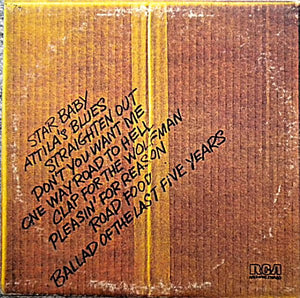 STAR BABY
ATTILA'S BLUES
STRAIGHTEN OUT
DON'T YOU WANT ME
ONE WAY ROAD TO HELL
CLAP FOR THE WOLFMAN
PLEASIN' FOR REASON
ROAD FOOD
BALLAD OF THE LAST FIVE YEARS
RCA